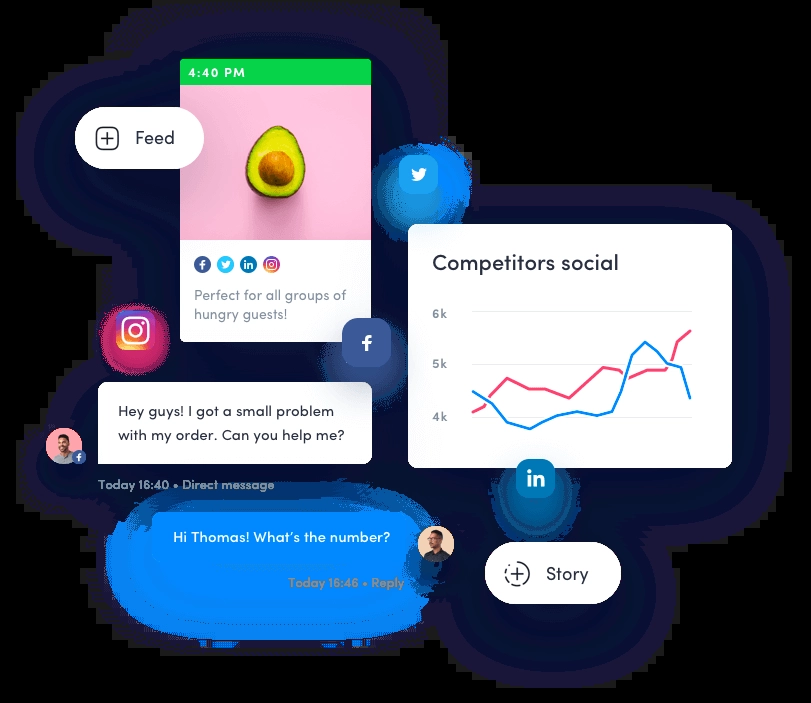 4:40 PM
Feed
Perfect for all groups of
hungry guests!
Competitors social
6k
5k
4k
Hey guys! I got a small problem
with my order. Can you help me?
Today 16:40 • Direct message
Hi Thomas! What's the number?
Today 16:46 • Reply
Story